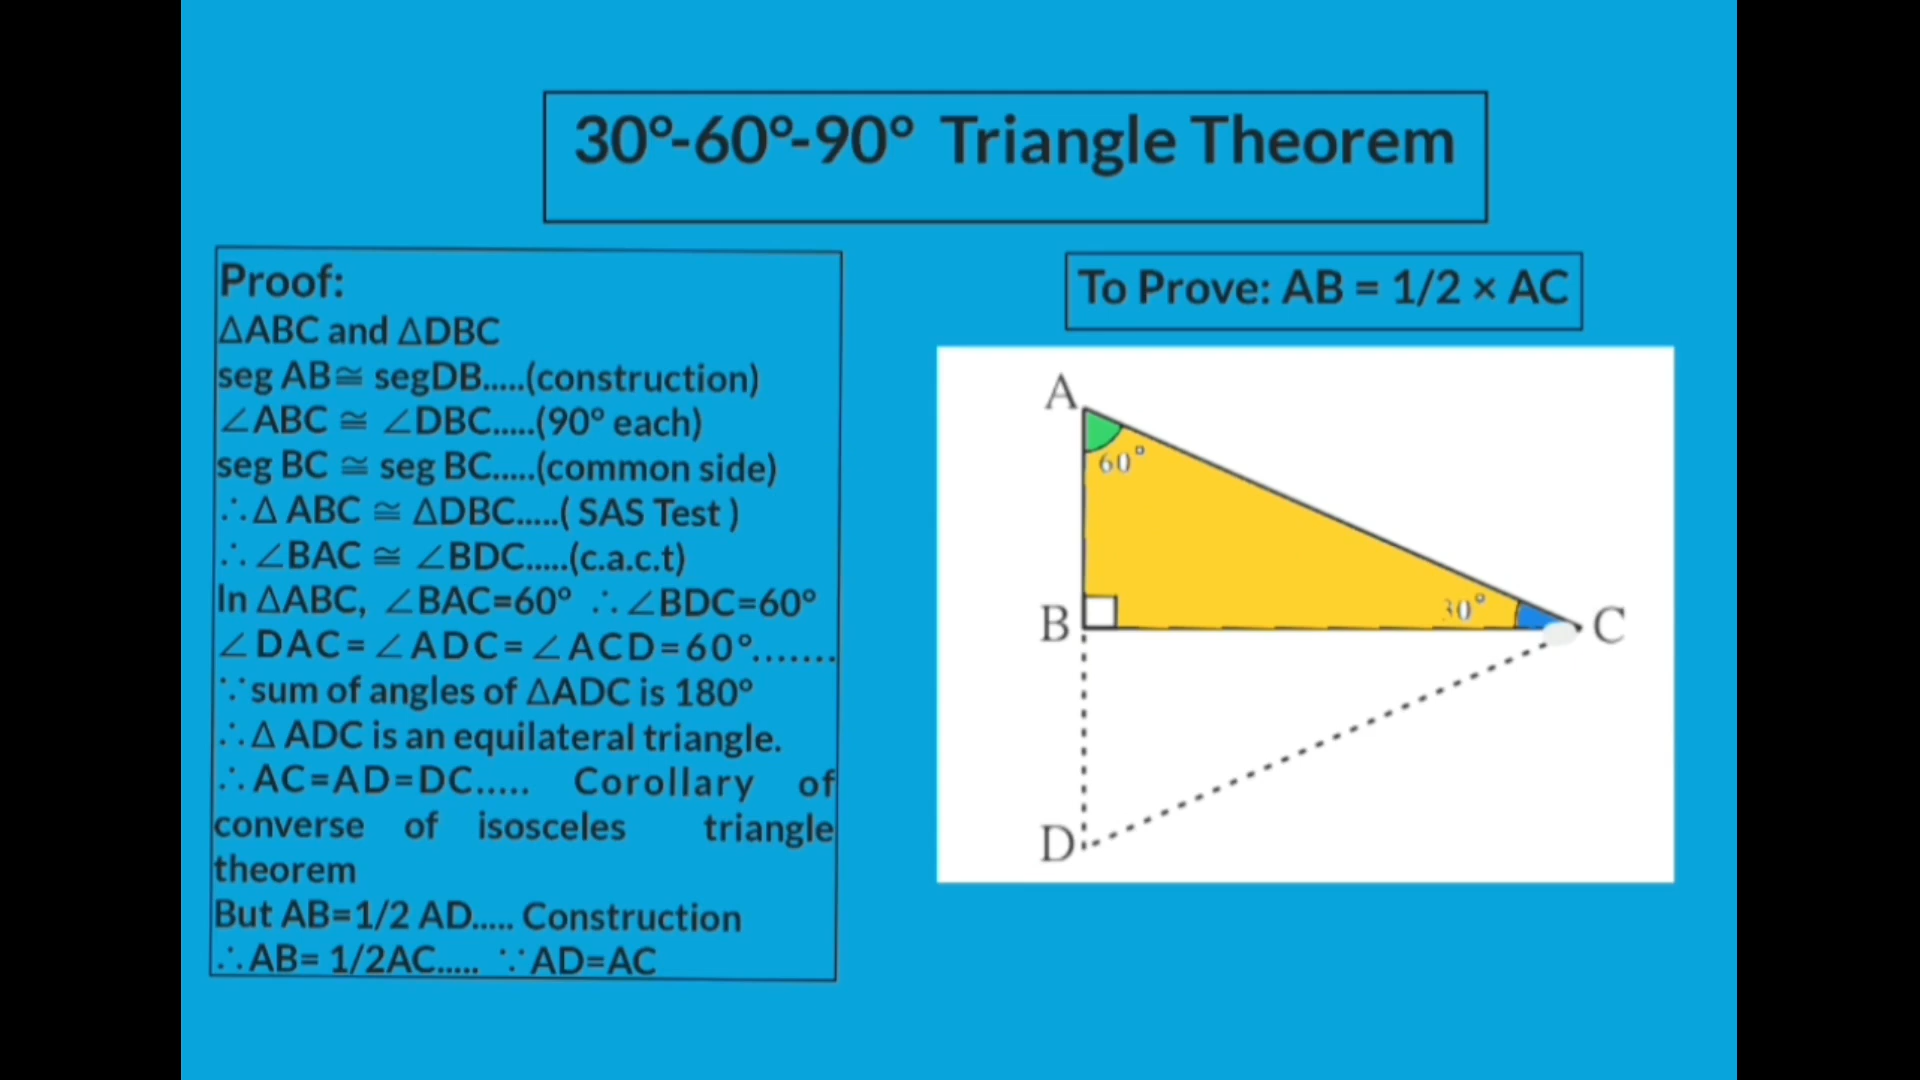 30°-60°-90° Triangle Theorem
To Prove: AB = 1/2 × AC
Proof:
△ABC and △DBC
seg AB≅ segDB.....(construction)
∠ABC ≅ ∠DBC.....(90° each)
seg BC ≅ seg BC.....(common side)
∴△ ABC ≅ △DBC.....( SAS Test )
∴∠BAC ≅ ∠BDC.....(c.a.c.t)
In △ABC, ∠BAC=60° ∴∠BDC=60°
∠DAC=∠ADC=∠ACD=60°.......
∵sum of angles of △ADC is 180°
∴△ ADC is an equilateral triangle.
∴AC=AD=DC..... Corollary of
converse of isosceles triangle
theorem
But AB=1/2 AD..... Construction
∴AB= 1/2AC..... ∵AD=AC
A
60°
B
30°
C
D